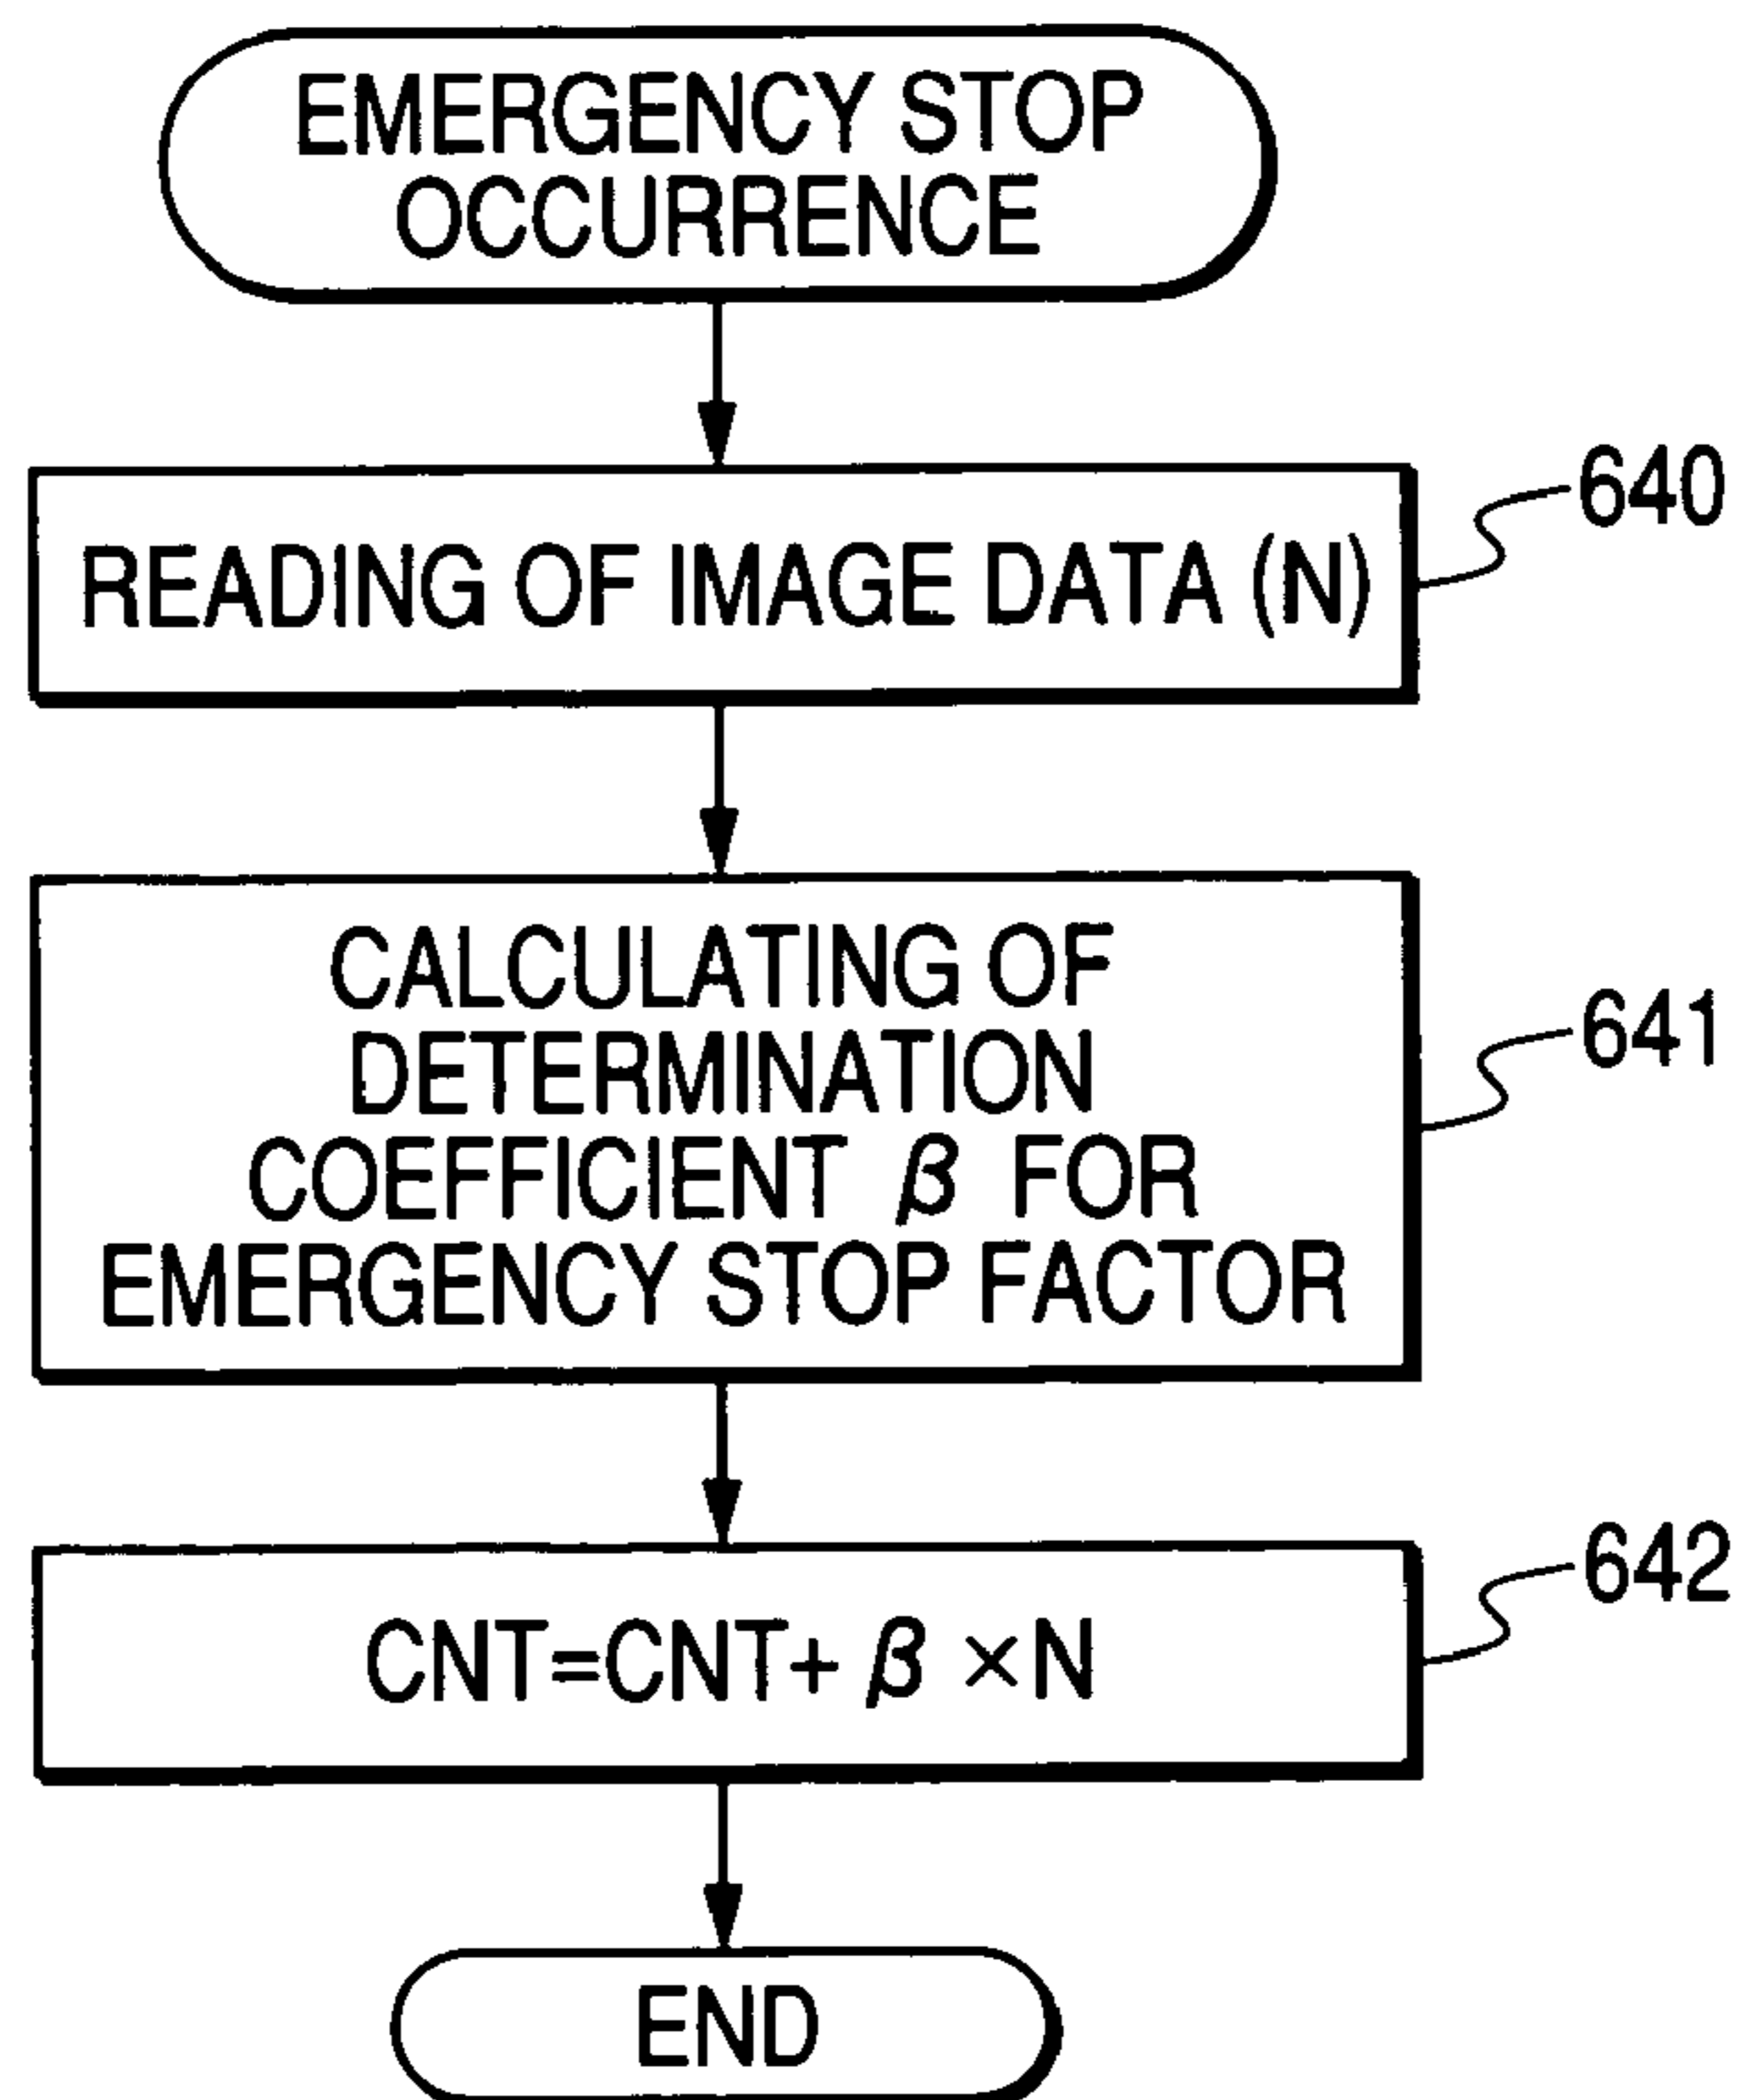 EMERGENCY STOP
OCCURRENCE
640
READING OF IMAGE DATA (N)
CALCULATING OF
641
DETERMINATION
COEFFICIENT β FOR
EMERGENCY STOP FACTOR
642
CNT=CNT+ β ×N
END